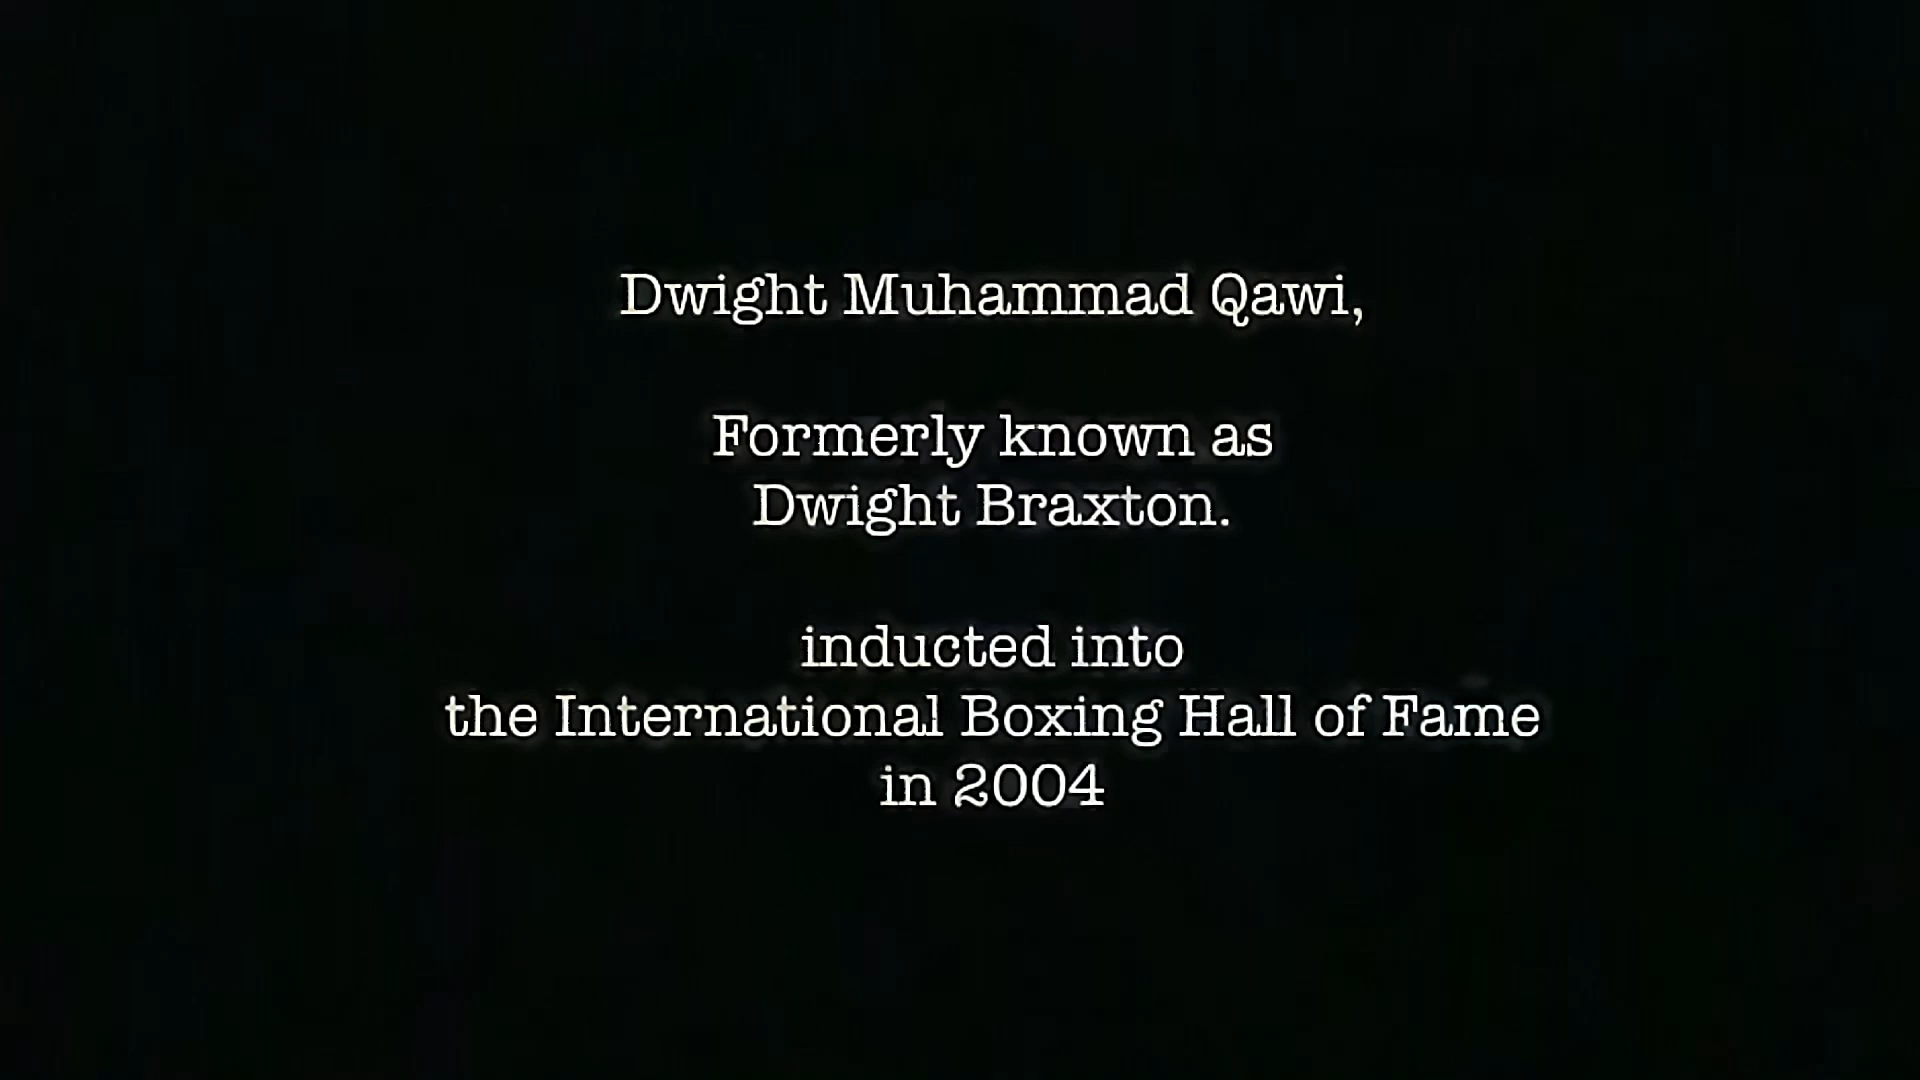 Dwight Muhammad Qawi,
Formerly known as
Dwight Braxton.
inducted into
the International Boxing Hall of Fame
in 2004